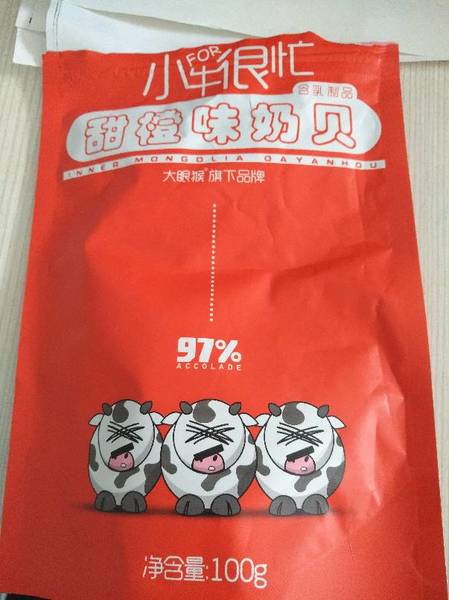 小牛很忙
FOR
含乳制品
甜橙味奶贝
INNER MONGOLIA DAYANHOU
大眼猴®旗下品牌
97%
ACCOLADE
净含量:100g